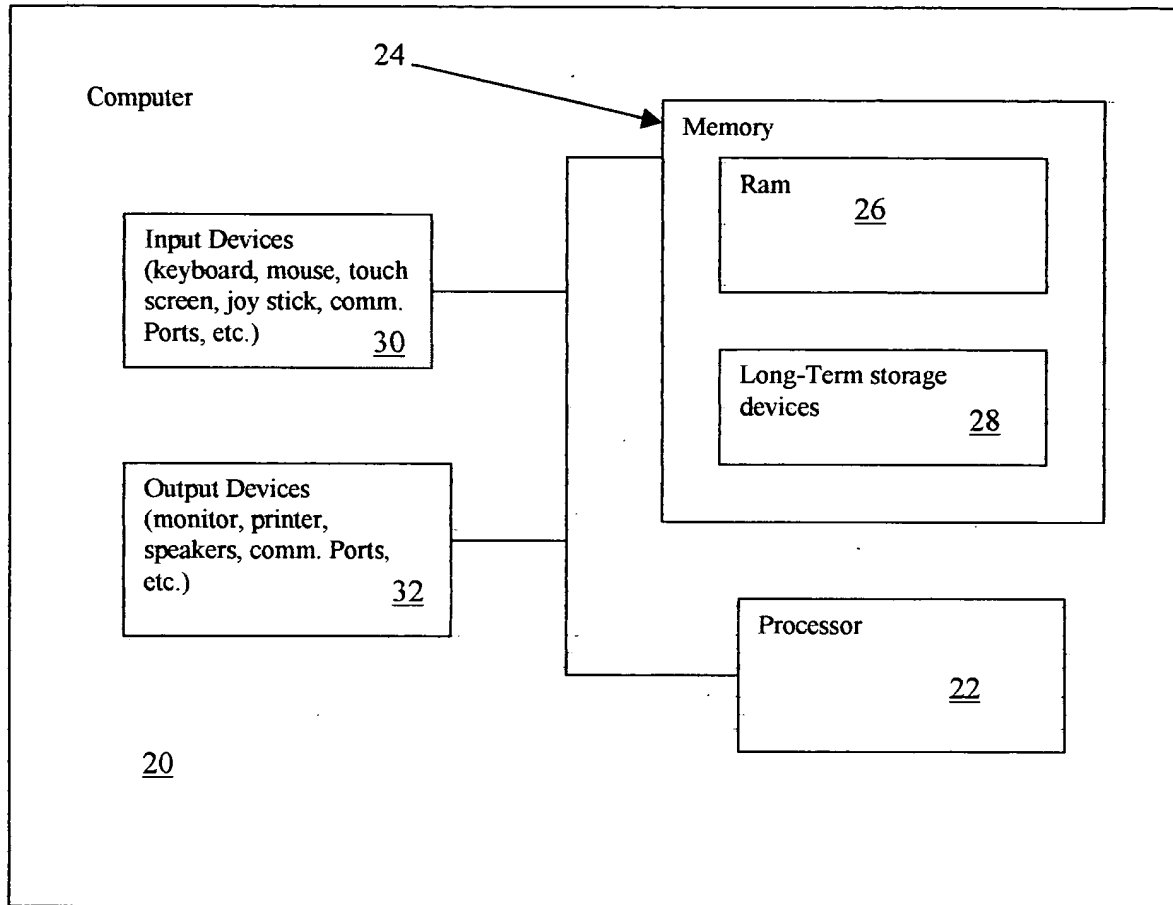 24
Computer
Memory
Ram
26
Input Devices
(keyboard, mouse, touch
screen, joy stick, comm.
Ports, etc.)
30
Long-Term storage
devices
28
Output Devices
(monitor, printer,
speakers, comm. Ports,
etc.)
32
Processor
22
20